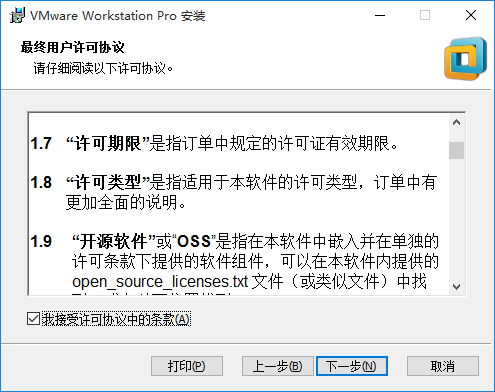 VMware Workstation Pro 安装
最终用户许可协议
请仔细阅读以下许可协议。
1.7 “许可期限”是指订单中规定的许可证有效期限。
1.8 “许可类型”是指适用于本软件的许可类型，订单中有
更加全面的说明。
1.9 “开源软件”或“OSS”是指在本软件中嵌入并在单独的
许可条款下提供的软件组件，可以在本软件内提供的
open_source_licenses.txt 文件（或类似文件）中找
我接受许可协议中的条款(A)
打印(P) 上一步(B) 下一步(N) 取消